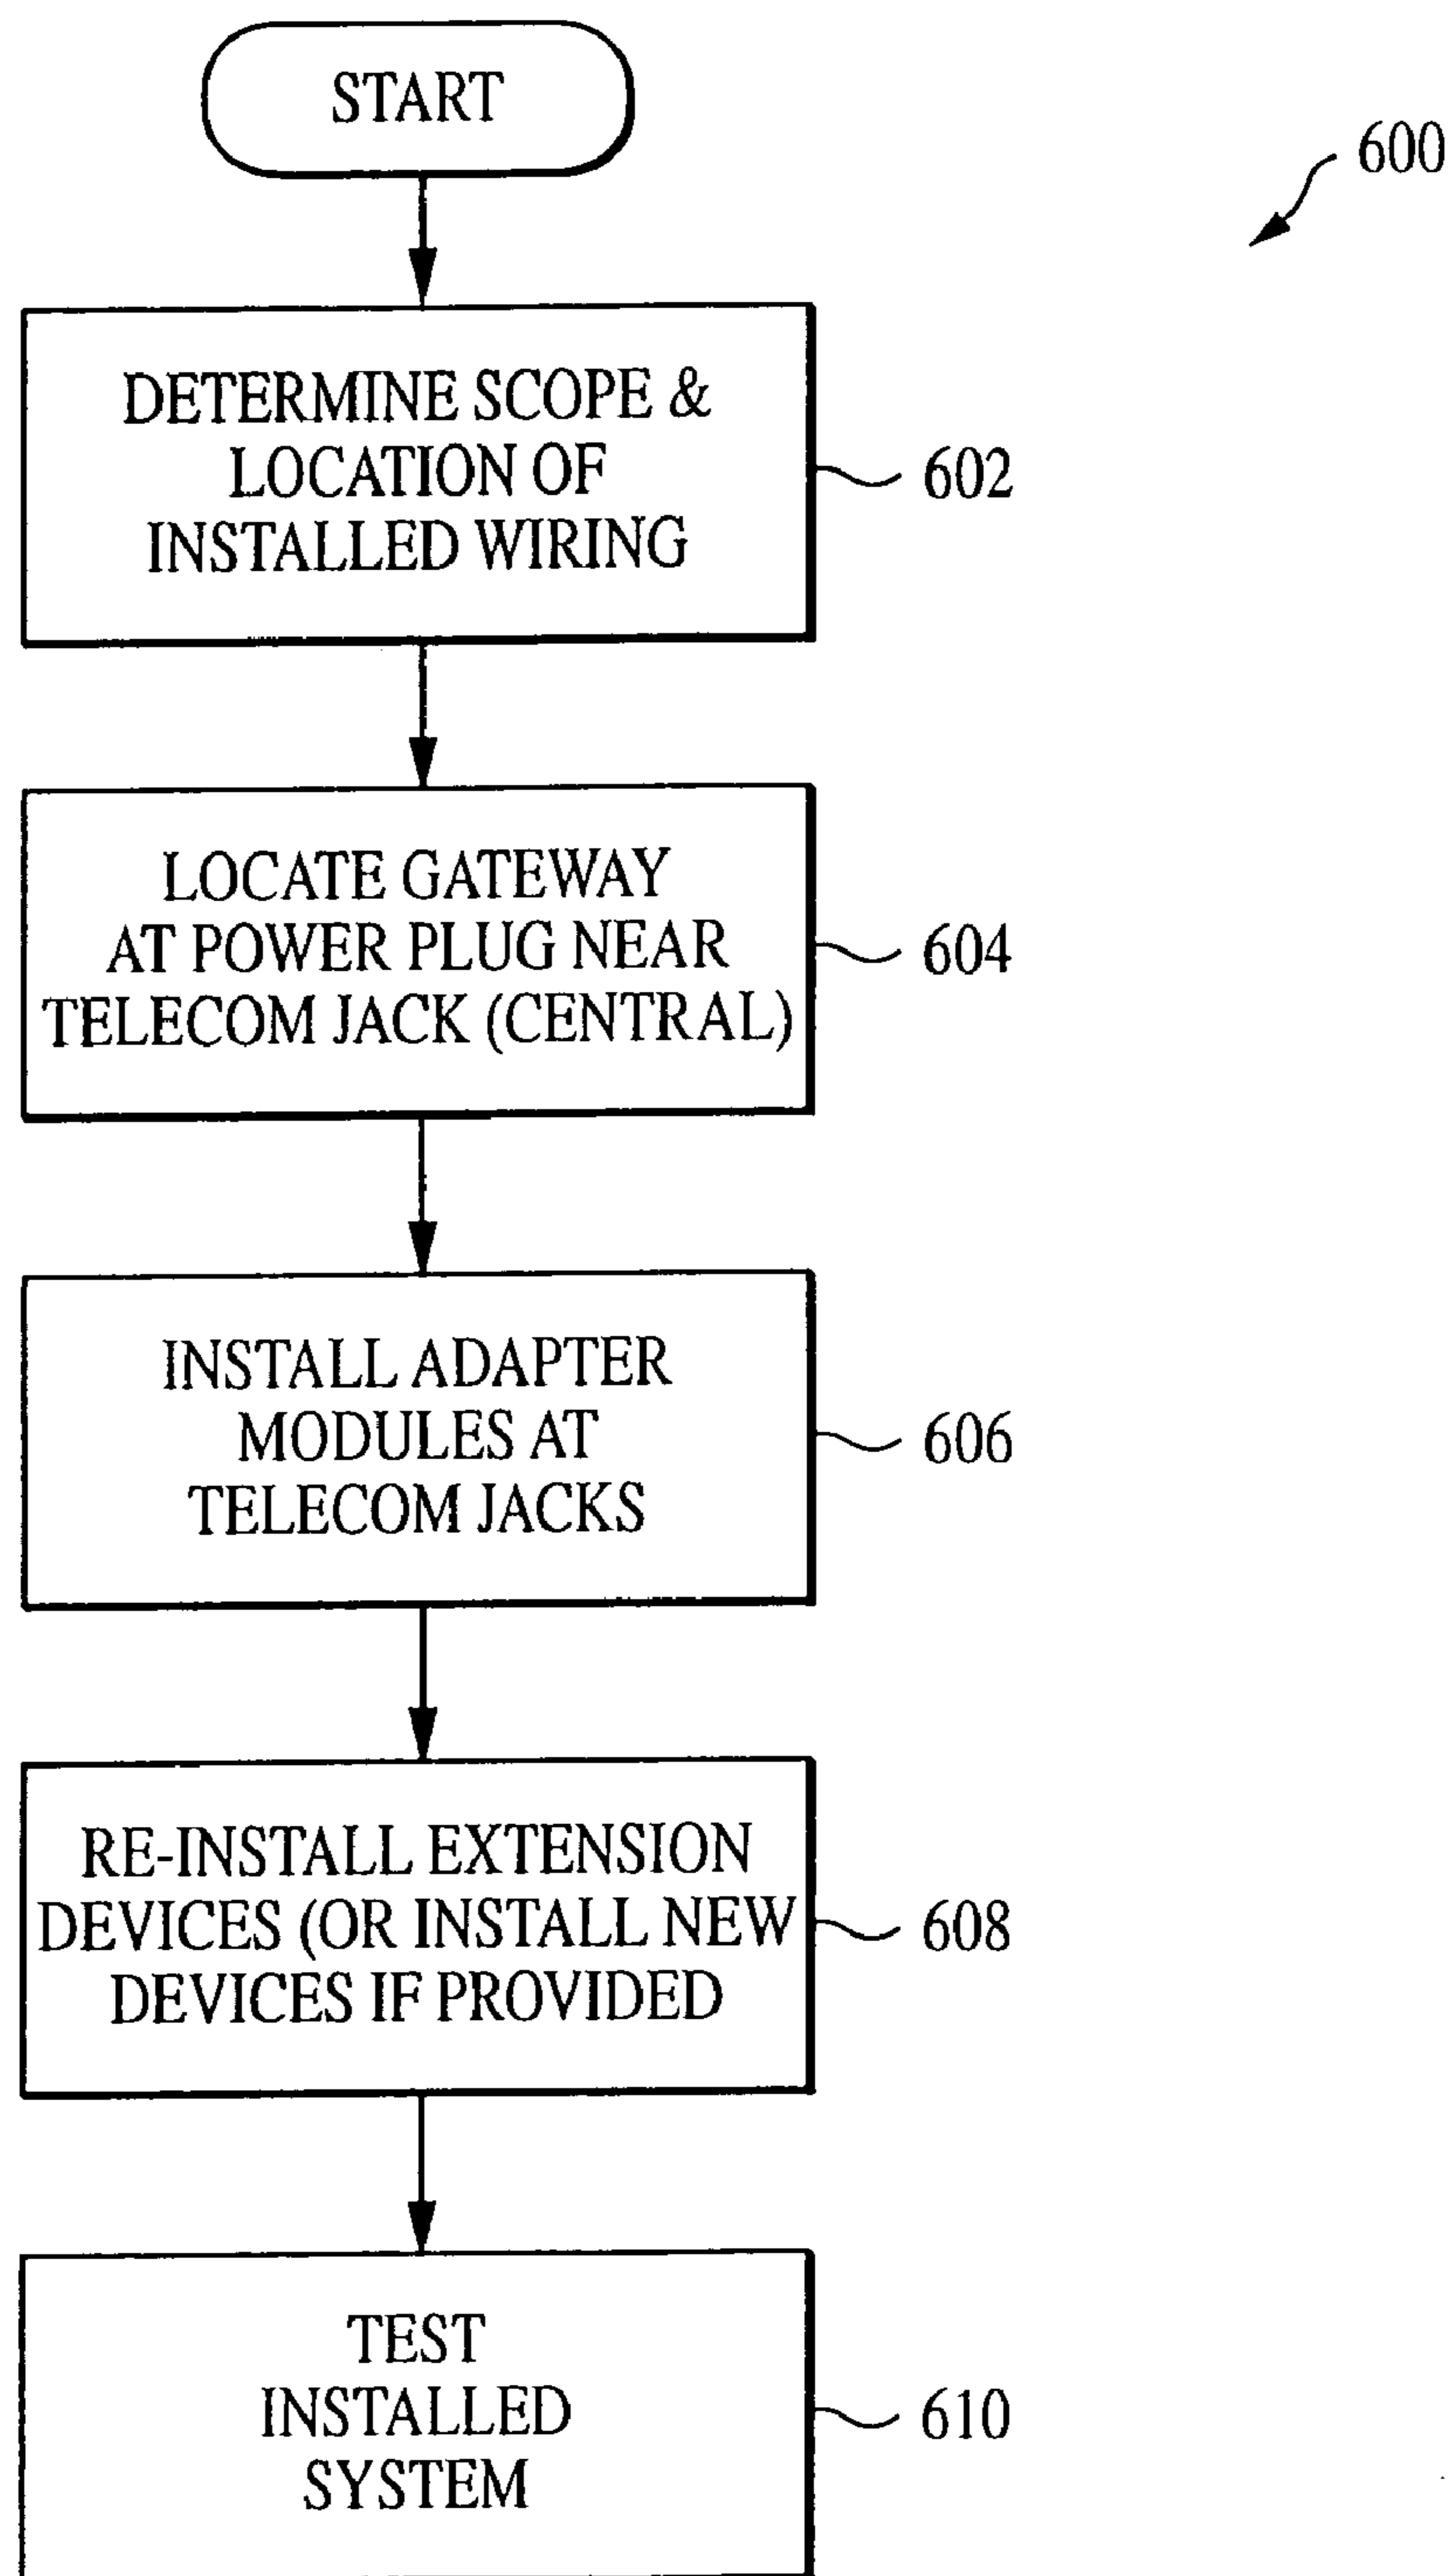 START
600
DETERMINE SCOPE &
LOCATION OF
INSTALLED WIRING
602
LOCATE GATEWAY
AT POWER PLUG NEAR
TELECOM JACK (CENTRAL)
604
INSTALL ADAPTER
MODULES AT
TELECOM JACKS
606
RE-INSTALL EXTENSION
DEVICES (OR INSTALL NEW
DEVICES IF PROVIDED
608
TEST
INSTALLED
SYSTEM
610